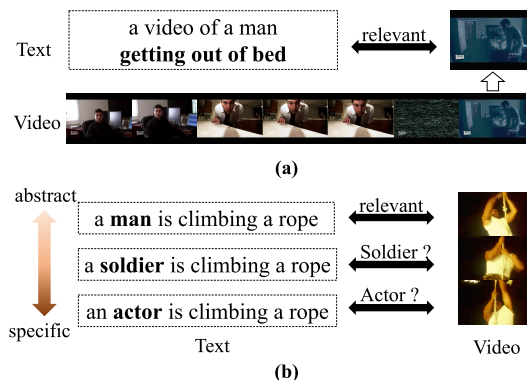 a video of a man
getting out of bed
relevant
Text
Video
(a)
abstract
specific
a man is climbing a rope
relevant
a soldier is climbing a rope
Soldier ?
an actor is climbing a rope
Actor ?
Text
Video
(b)